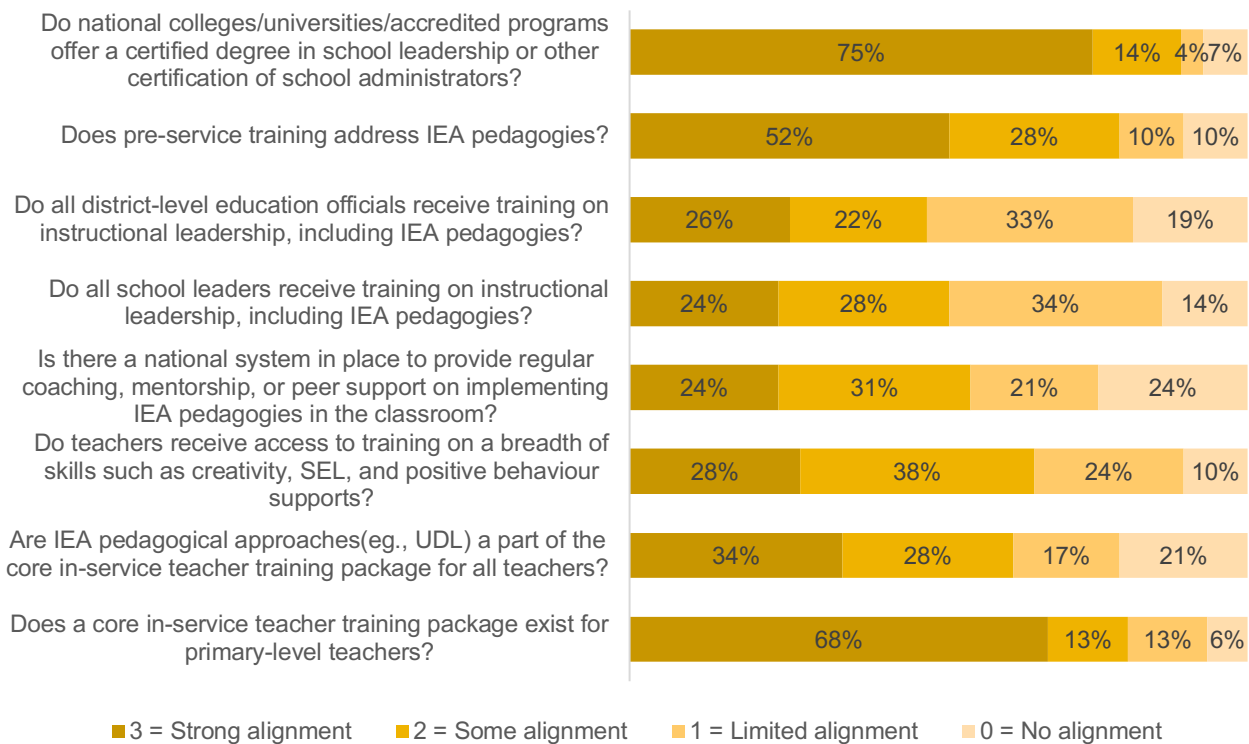 Do national colleges/universities/accredited programs
offer a certified degree in school leadership or other
certification of school administrators?
75% 14% 4% 7%
Does pre-service training address IEA pedagogies?
52% 28% 10% 10%
Do all district-level education officials receive training on
instructional leadership, including IEA pedagogies?
26% 22% 33% 19%
Do all school leaders receive training on instructional
leadership, including IEA pedagogies?
24% 28% 34% 14%
Is there a national system in place to provide regular
coaching, mentorship, or peer support on implementing
IEA pedagogies in the classroom?
24% 31% 21% 24%
Do teachers receive access to training on a breadth of
skills such as creativity, SEL, and positive behaviour
supports?
28% 38% 24% 10%
Are IEA pedagogical approaches(eg., UDL) a part of the
core in-service teacher training package for all teachers?
34% 28% 17% 21%
Does a core in-service teacher training package exist for
primary-level teachers?
68% 13% 13% 6%
3 = Strong alignment 2 = Some alignment 1 = Limited alignment 0 = No alignment